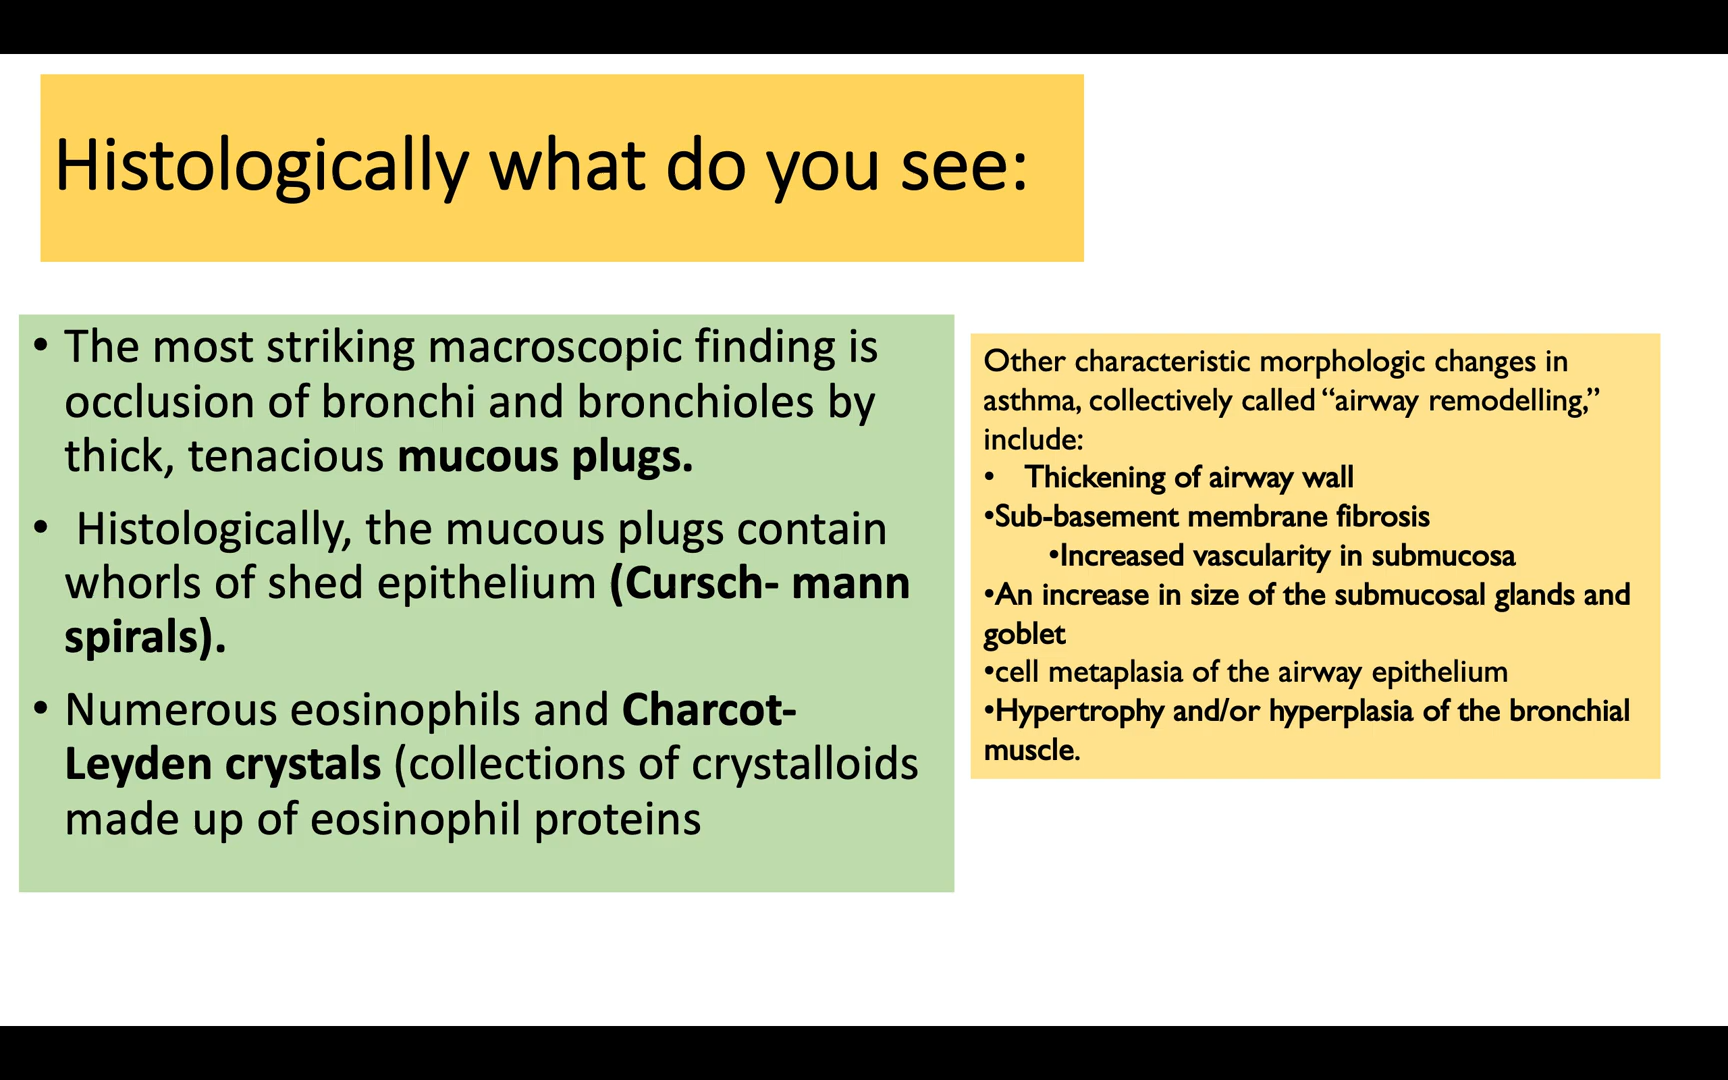 Histologically what do you see:
• The most striking macroscopic finding is
occlusion of bronchi and bronchioles by
thick, tenacious mucous plugs.
• Histologically, the mucous plugs contain
whorls of shed epithelium (Cursch- mann
spirals).
• Numerous eosinophils and Charcot-
Leyden crystals (collections of crystalloids
made up of eosinophil proteins
Other characteristic morphologic changes in
asthma, collectively called “airway remodelling,”
include:
• Thickening of airway wall
•Sub-basement membrane fibrosis
•Increased vascularity in submucosa
•An increase in size of the submucosal glands and
goblet
•cell metaplasia of the airway epithelium
•Hypertrophy and/or hyperplasia of the bronchial
muscle.